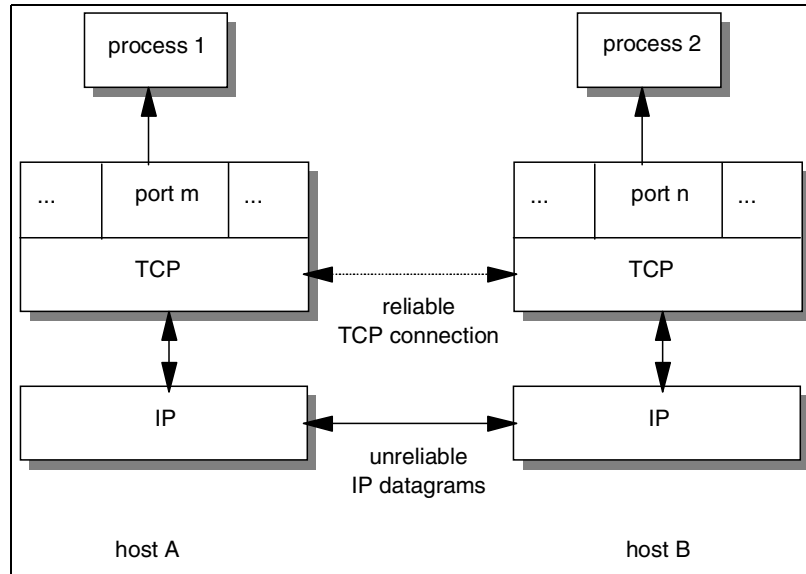 process 1
process 2
...
port m
...
...
port n
...
TCP
TCP
reliable
TCP connection
IP
IP
unreliable
IP datagrams
host A
host B